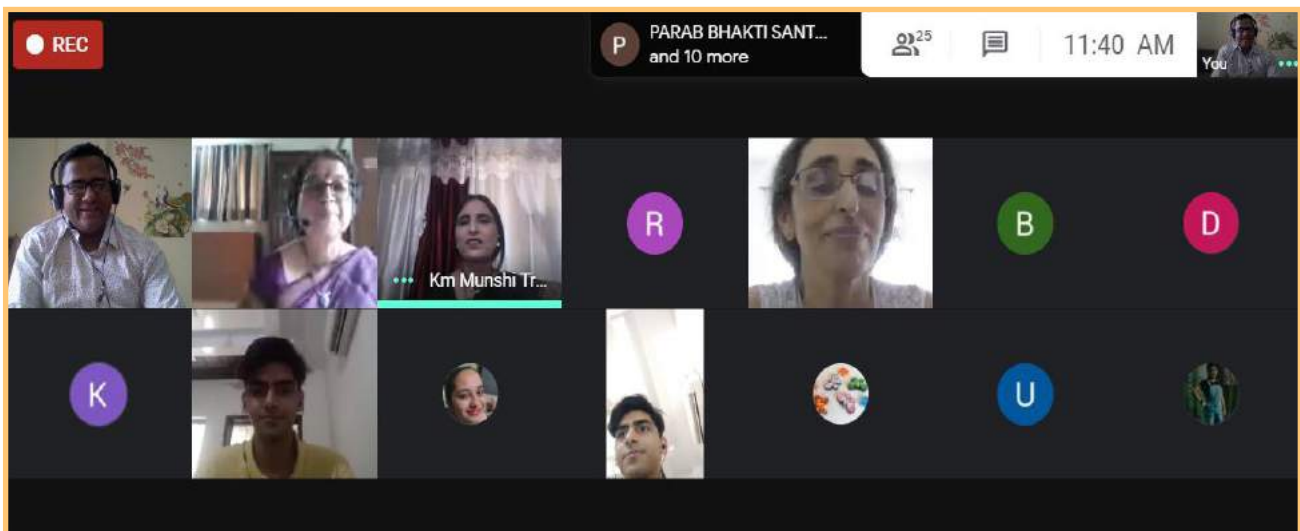 REC
P
PARAB BHAKTI SANT...
and 10 more
25
11:40 AM
You
Km Munshi Tr...
R
B
D
K
U